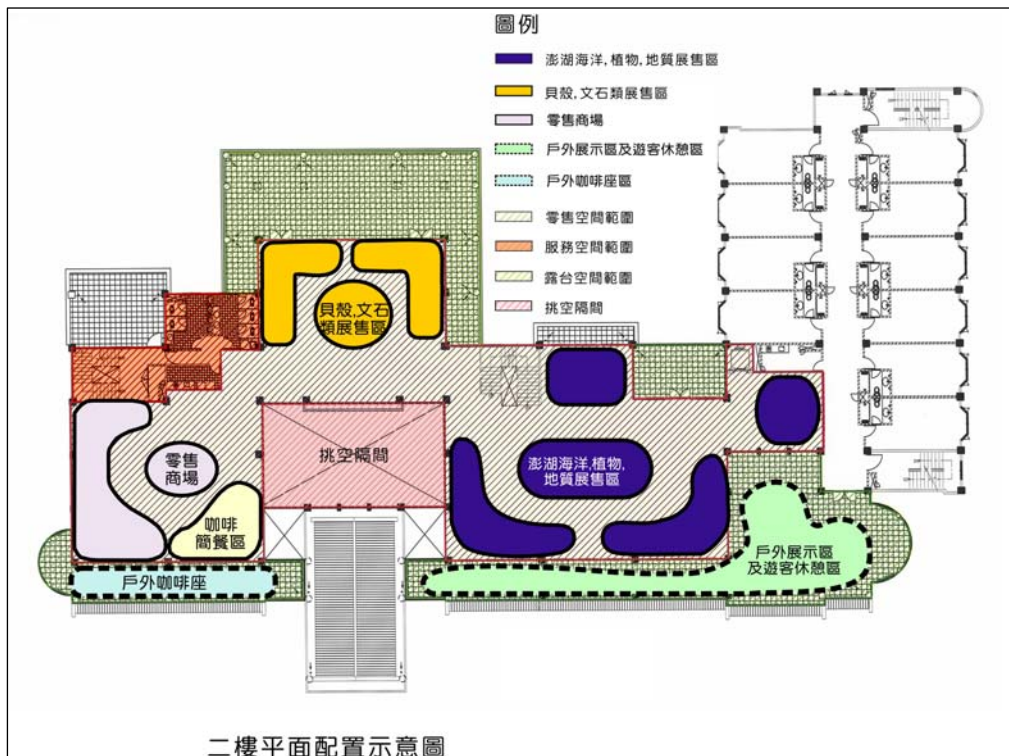 圖例
澎湖海洋,植物,地質展售區
貝殼,文石類展售區
零售商場
戶外展示區及遊客休憩區
戶外咖啡座區
零售空間範圍
服務空間範圍
露台空間範圍
挑空隔間
貝殼,文石
類展售區
挑空隔間
零售
商場
澎湖海洋,植物,
地質展售區
咖啡
簡餐區
戶外展示區
及遊客休憩區
戶外咖啡座
二樓平面配置示意圖